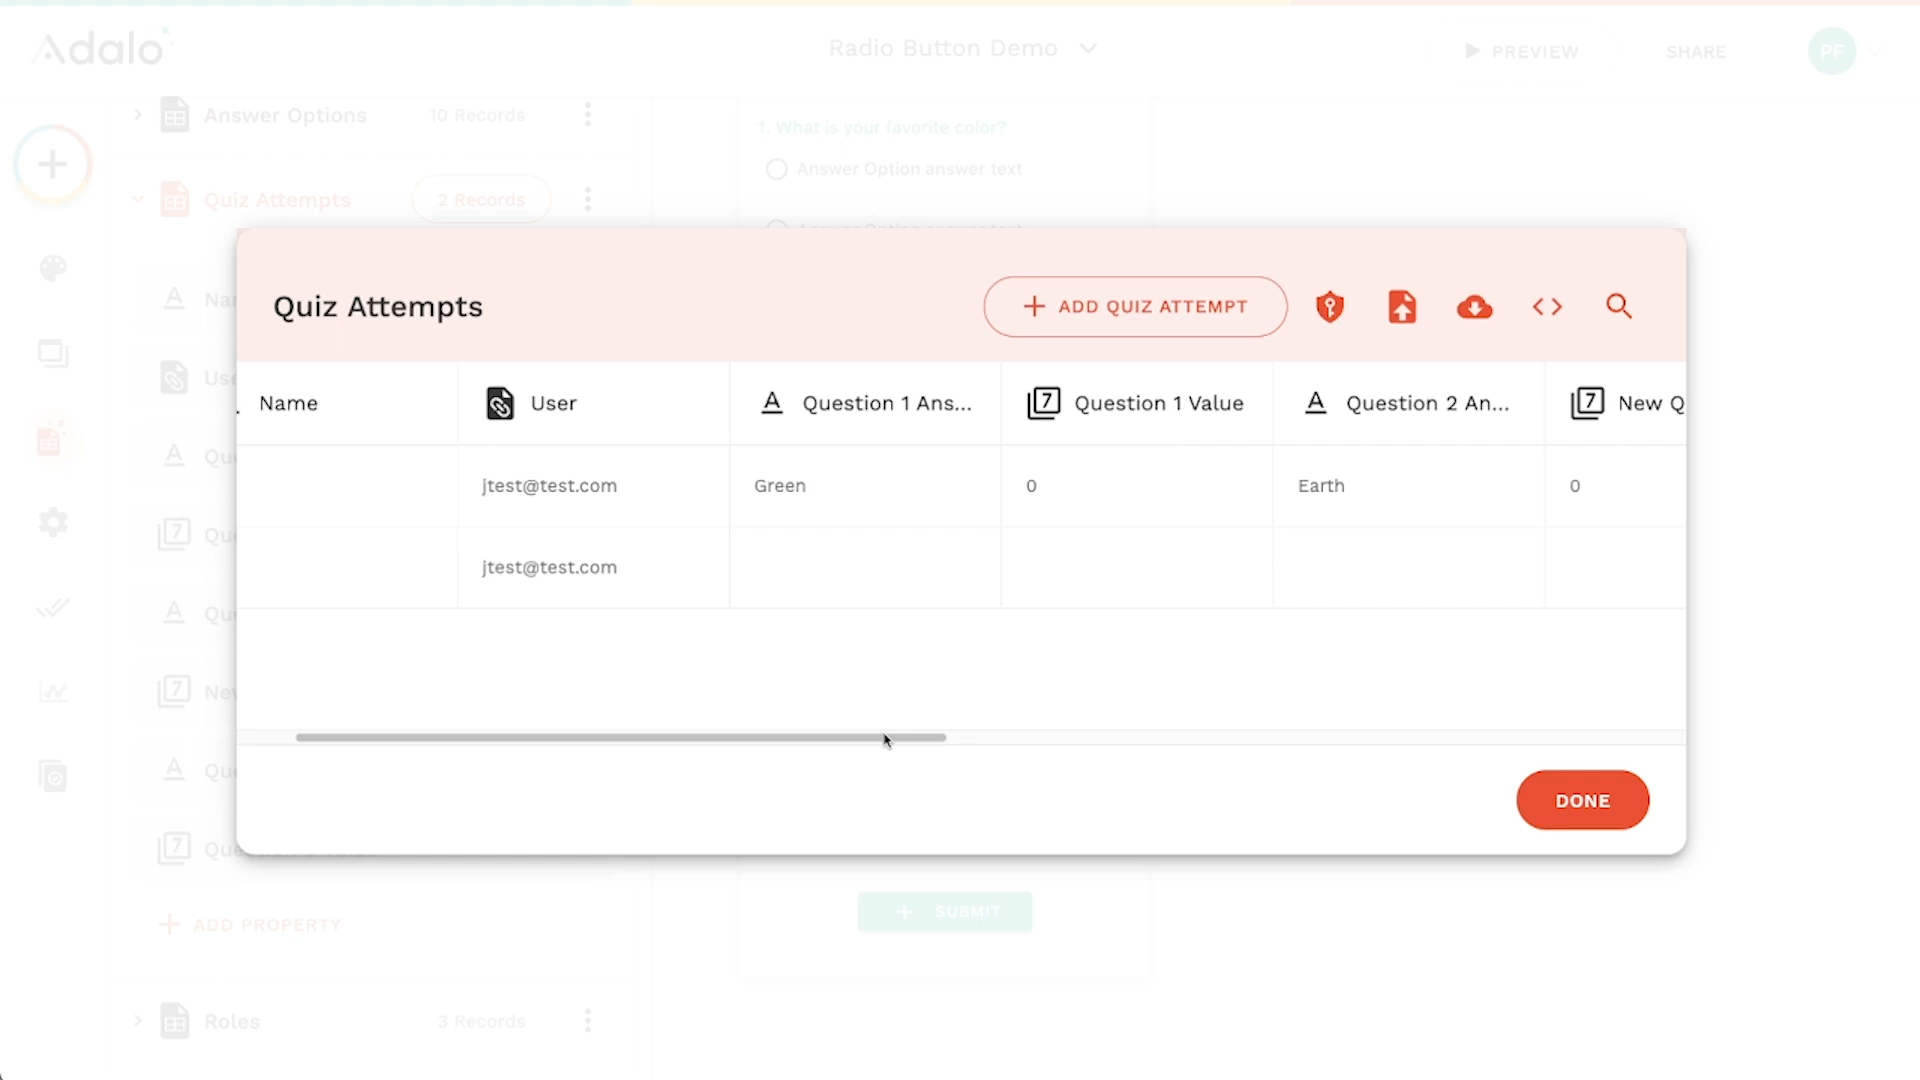 Adalo
Radio Button Demo
PREVIEW
SHARE
PF
Answer Options
10 Records
1. What is your favorite color?
Answer Option answer text
Quiz Attempts
2 Records
Quiz Attempts
+ ADD QUIZ ATTEMPT
Name
User
Question 1 Ans...
Question 1 Value
Question 2 An...
New Q
jtest@test.com
Green
0
Earth
0
jtest@test.com
DONE
+ SUBMIT
+ ADD PROPERTY
Roles
3 Records